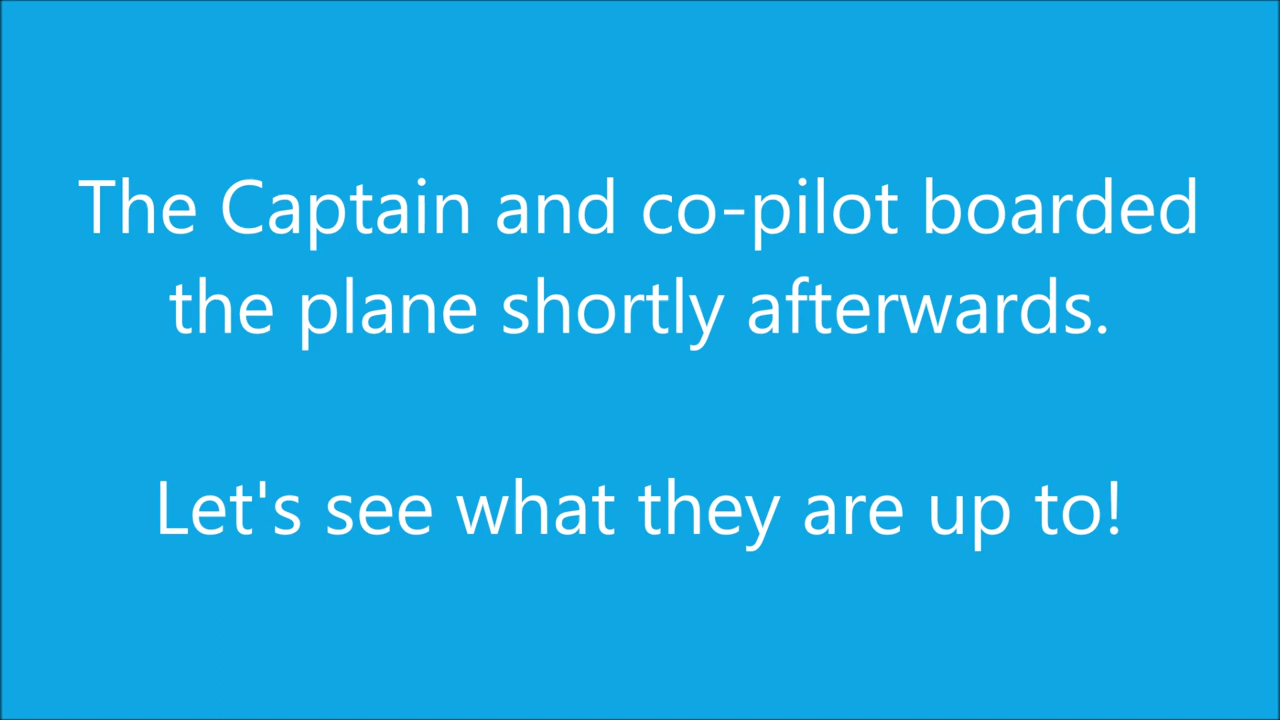 The Captain and co-pilot boarded
the plane shortly afterwards.
Let's see what they are up to!